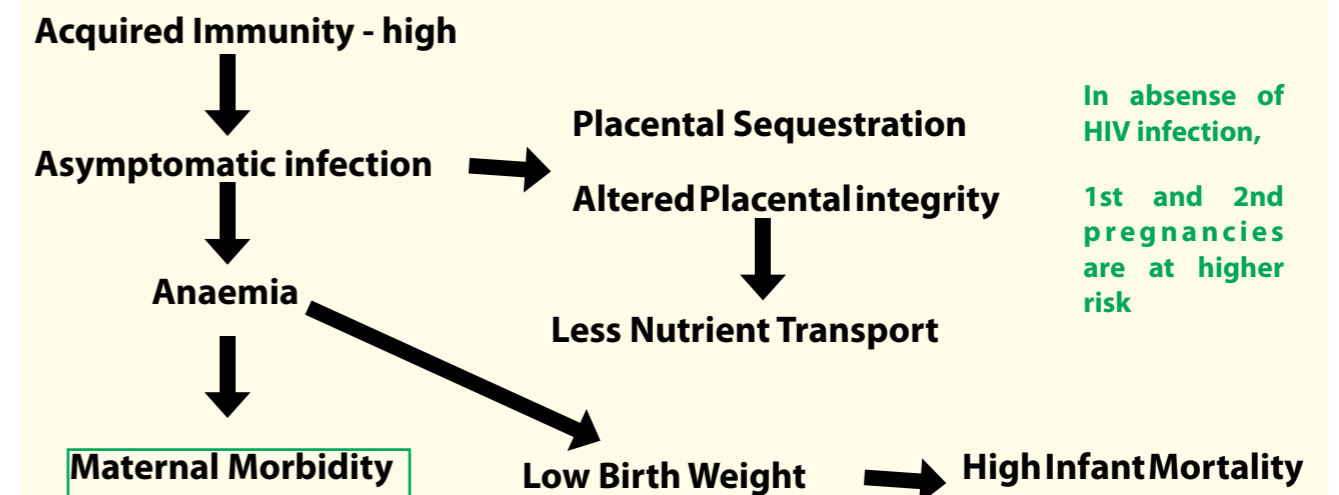 Acquired Immunity - high
Asymptomatic infection
Anaemia
Maternal Morbidity
Placental Sequestration
Altered Placental integrity
Less Nutrient Transport
Low Birth Weight
High Infant Mortality
In absense of
HIV infection,
1st and 2nd
pregnancies
are at higher
risk